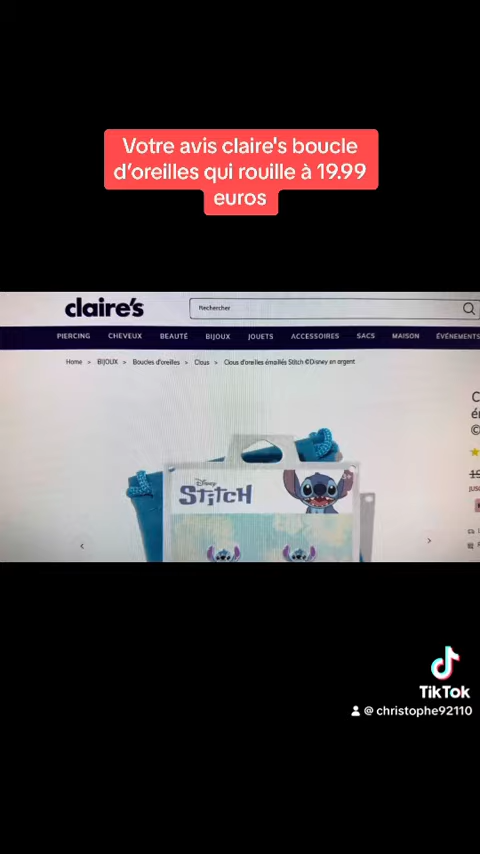 Votre avis claire's boucle
d'oreilles qui rouille à 19.99
euros
claire's
Rechercher
PIERCING CHEVEUX BEAUTÉ BIJOUX JOUETS ACCESSOIRES SACS MAISON ÉVÉNEMENTS
Home > BIJOUX > Boucles d'oreilles > Clous > Clous d'oreilles émaillés Stitch ©Disney en argent
C
é
©
Disney
STiTCH
TikTok
@ christophe92110